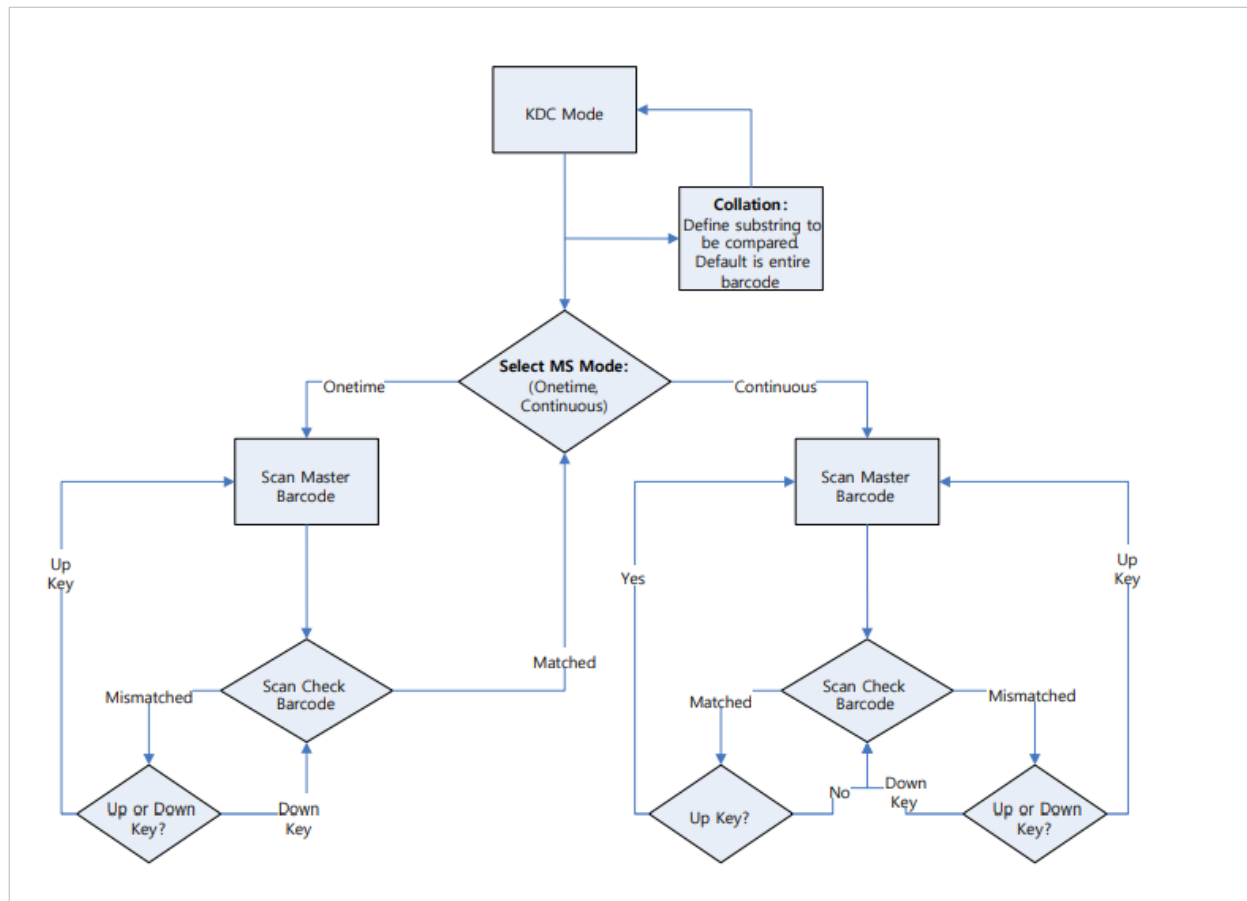 KDC Mode
Collation:
Define substring to
be compared.
Default is entire
barcode
Select MS Mode:
(Onetime,
Continuous)
Onetime
Continuous
Scan Master
Barcode
Scan Master
Barcode
Up
Key
Yes
Up
Key
Matched
Scan Check
Barcode
Mismatched
Scan Check
Barcode
Matched
Mismatched
Up or Down
Key?
Down
Key
Up Key?
No
Down
Key
Up or Down
Key?